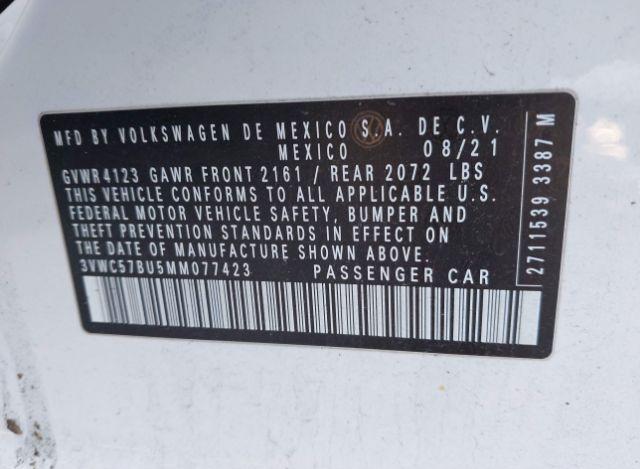 MFD BY VOLKSWAGEN DE MEXICO S.A. DE C.V.
MEXICO 08/21
GVWR4123 GAWR FRONT 2161 / REAR 2072 LBS
THIS VEHICLE CONFORMS TO ALL APPLICABLE U.S.
FEDERAL MOTOR VEHICLE SAFETY, BUMPER AND
THEFT PREVENTION STANDARDS IN EFFECT ON
THE DATE OF MANUFACTURE SHOWN ABOVE.
3VWC57BU5MM077423 PASSENGER CAR
2711539 3387 M